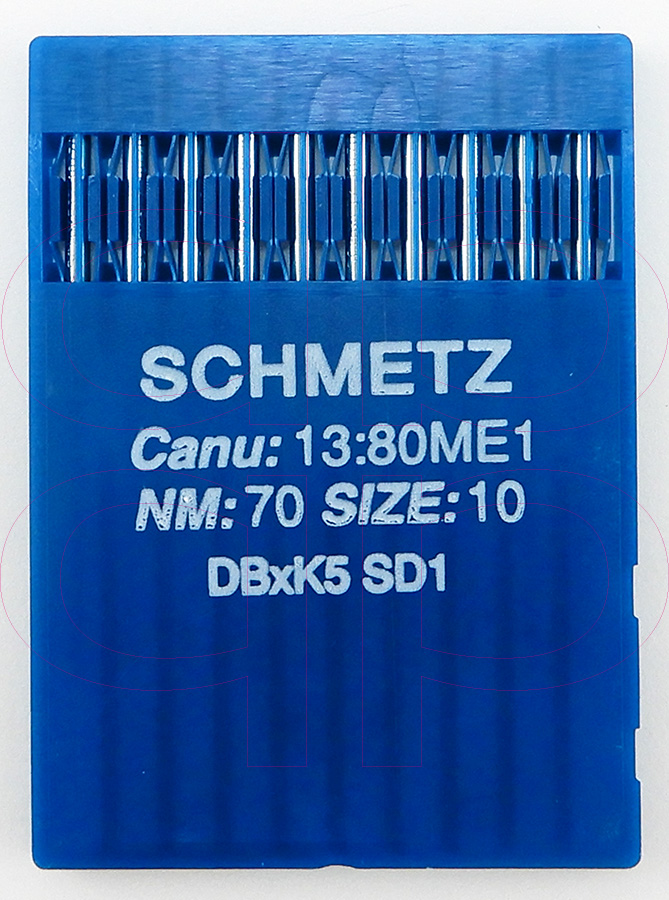 SCHMETZ
Canu: 13:80ME1
NM: 70 SIZE: 10
DBxK5 SD1